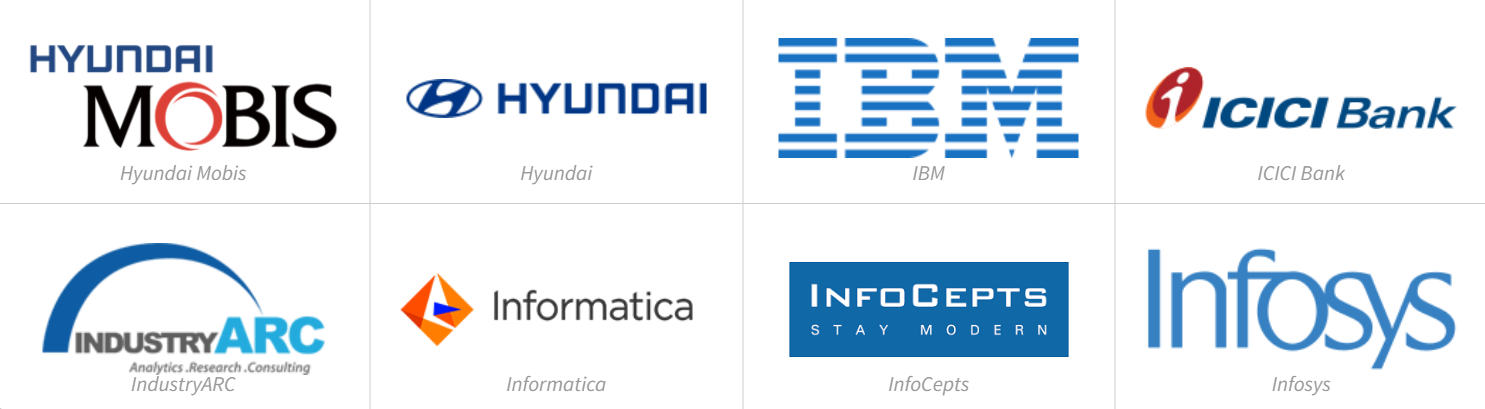 HYUNDAI
MOBIS
Hyundai Mobis
HYUNDAI
Hyundai
IBM
IBM
i ICICI Bank
ICICI Bank
INDUSTRYARC
Analytics .Research .Consulting
IndustryARC
Informatica
Informatica
INFOCEPTS
STAY MODERN
InfoCepts
Infosys
Infosys